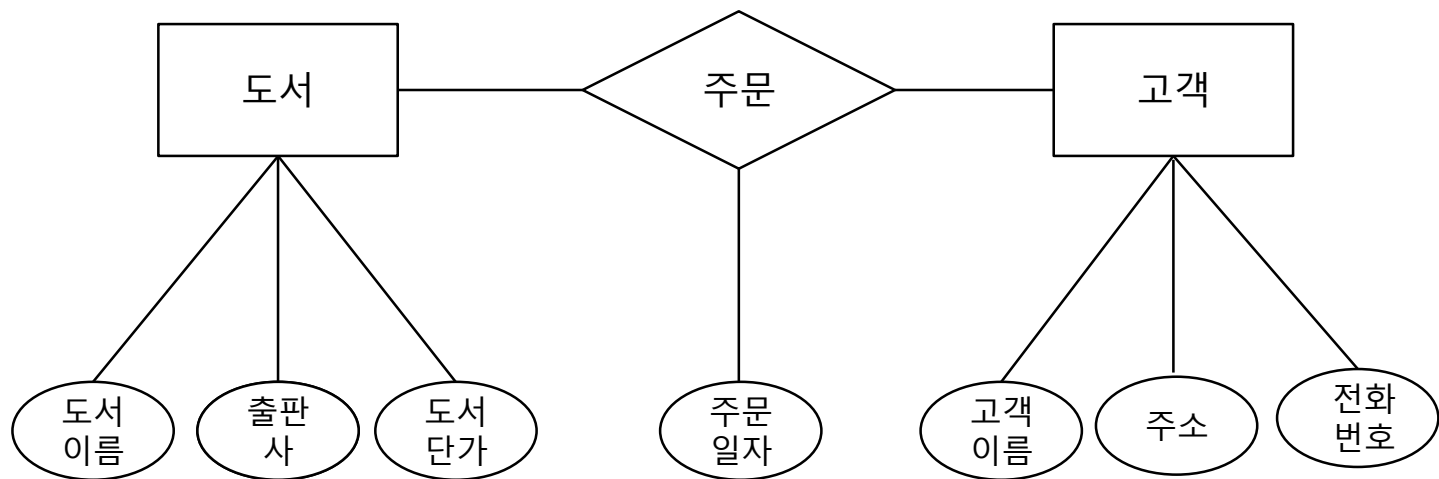 도서
주문
고객
도서
이름
출판
사
도서
단가
주문
일자
고객
이름
주소
전화
번호